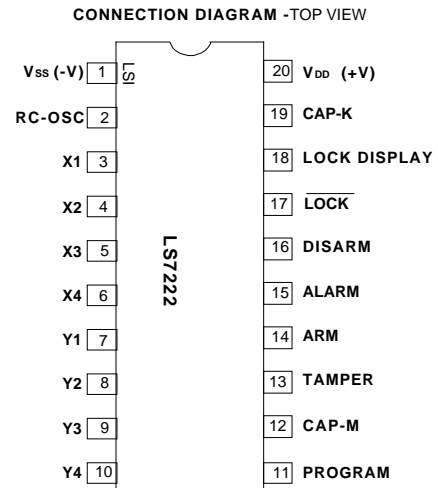 CONNECTION DIAGRAM -TOP VIEW
Vss (-V) 1 LSI 20 VDD (+V)
RC-OSC 2 19 CAP-K
X1 3 18 LOCK DISPLAY
X2 4 17 LOCK
X3 5 16 DISARM
LS7222
X4 6 15 ALARM
Y1 7 14 ARM
Y2 8 13 TAMPER
Y3 9 12 CAP-M
Y4 10 11 PROGRAM